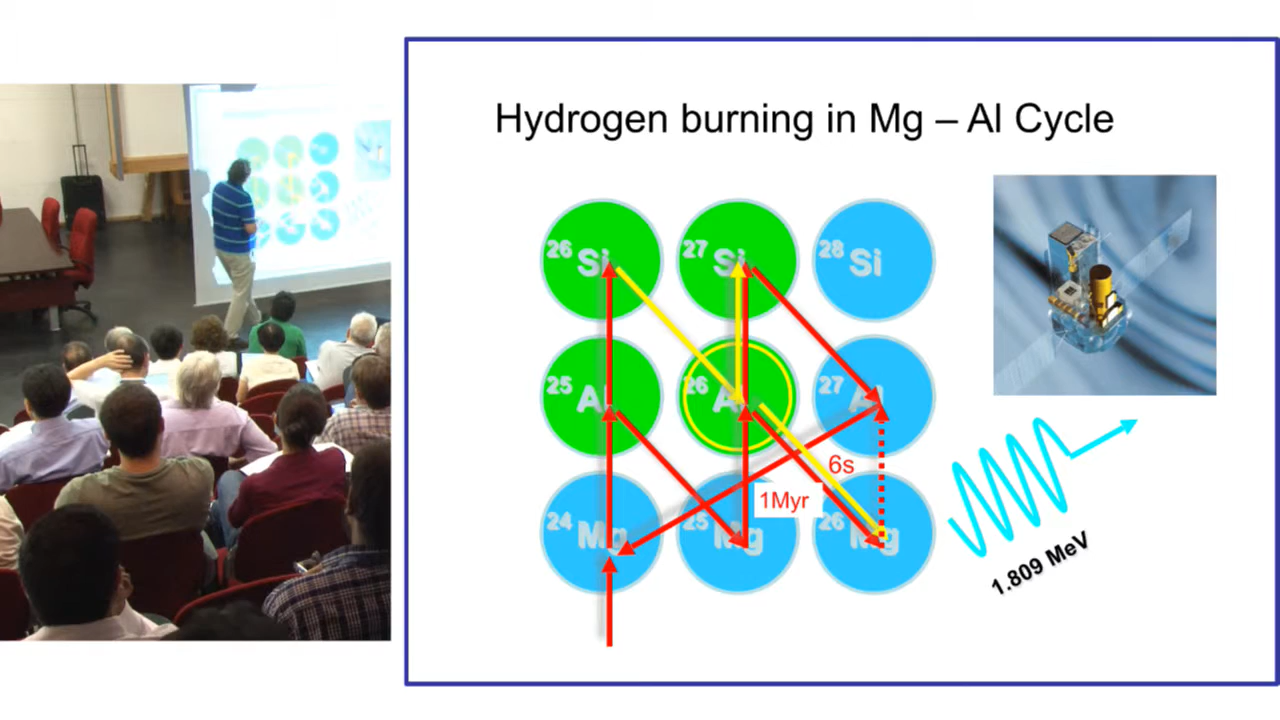 Hydrogen burning in Mg – Al Cycle
26Si 27Si 28Si
25Al 26Al 27Al
6s
1Myr
24Mg 25Mg 26Mg
1.809 MeV